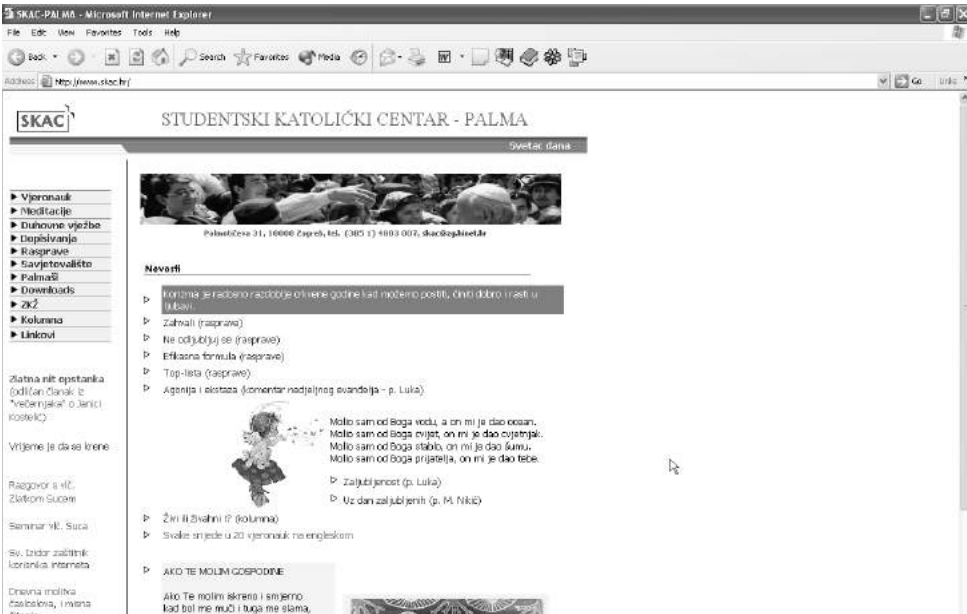 SKAC-PALMA - Microsoft Internet Explorer
File Edit View Favorites Tools Help
Back Search Favorites Media
Address http://www.skac.hr/ Go Links
SKAC
STUDENTSKI KATOLIČKI CENTAR - PALMA
Svetac dana
Vjeronauk
Meditacije
Duhovne vježbe
Dopisivanja
Rasprave
Savjetovalište
Palmaši
Downloads
ZKŽ
Kolumna
Linkovi
Zlatna nit opstanka
(odličan članak iz
"Večernjaka" o Janici
Kostelić)
Vrijeme je da se krene
Razgovor s vlč.
Zlatkom Sucem
Seminar vlč. Suca
Sv. Izidor zaštitnik
korisnika interneta
Dnevna molitva
časoslova, i misna
Palmotićeva 31, 10000 Zagreb, tel. (385 1) 4803 007, skac@zg.hinet.hr
Novosti
Korizma je radosno razdoblje crkvene godine kad možemo postiti, činiti dobro i rasti u
ljubavi.
Zahvali (rasprave)
Ne odljubljuj se (rasprave)
Efikasna formula (rasprave)
Top-lista (rasprave)
Agonija i ekstaza (komentar nedjeljnog evanđelja - p. Luka)
Molio sam od Boga vodu, a on mi je dao ocean.
Molio sam od Boga cvijet, on mi je dao cvjetnjak.
Molio sam od Boga stablo, on mi je dao šumu.
Molio sam od Boga prijatelja, on mi je dao tebe.
Zaljubljenost (p. Luka)
Uz dan zaljubljenih (p. M. Nikić)
Živi ili živahni !? (kolumna)
Svake srijede u 20 vjeronauk na engleskom
AKO TE MOLIM GOSPODINE
Ako Te molim iskreno i smjerno
kad bol me muči i tuga me slama,